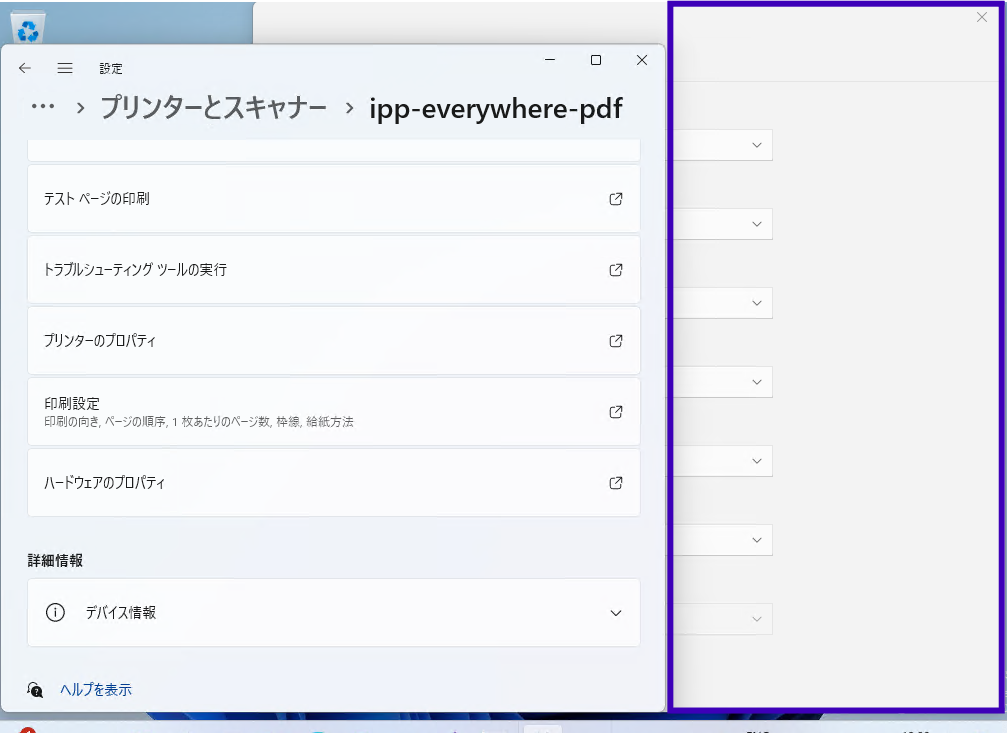 設定
… › プリンターとスキャナー › ipp-everywhere-pdf
テスト ページの印刷
トラブルシューティング ツールの実行
プリンターのプロパティ
印刷設定
印刷の向き, ページの順序, 1 枚あたりのページ数, 枠線, 給紙方法
ハードウェアのプロパティ
詳細情報
デバイス情報
ヘルプを表示